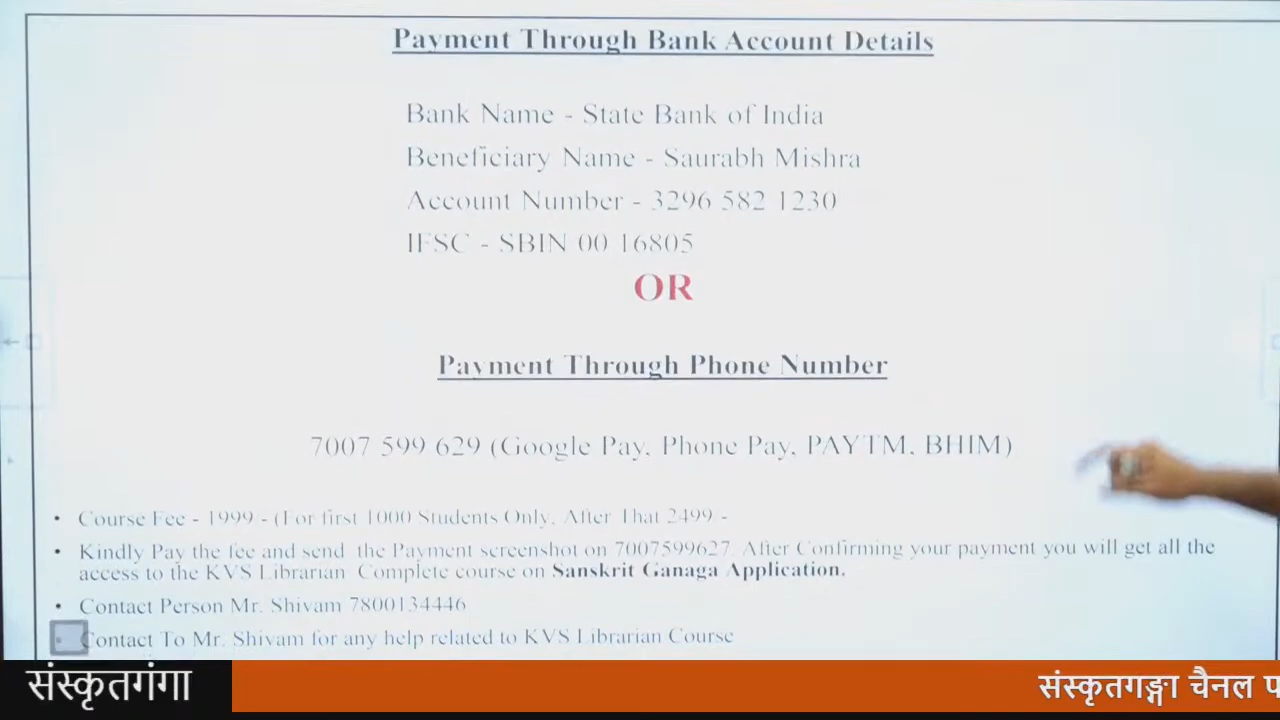 Payment Through Bank Account Details
Bank Name - State Bank of India
Beneficiary Name - Saurabh Mishra
Account Number - 3296 582 1230
IFSC - SBIN 00 16805
OR
Payment Through Phone Number
7007 599 629 (Google Pay, Phone Pay, PAYTM, BHIM)
• Course Fee - 1999 - (For first 1000 Students Only, After That 2499 -
• Kindly Pay the fee and send the Payment screenshot on 7007599627. After Confirming your payment you will get all the
access to the KVS Librarian Complete course on Sanskrit Ganaga Application.
• Contact Person Mr. Shivam 7800134446
Contact To Mr. Shivam for any help related to KVS Librarian Course
संस्कृतगंगा
संस्कृतगङ्गा चैनल प